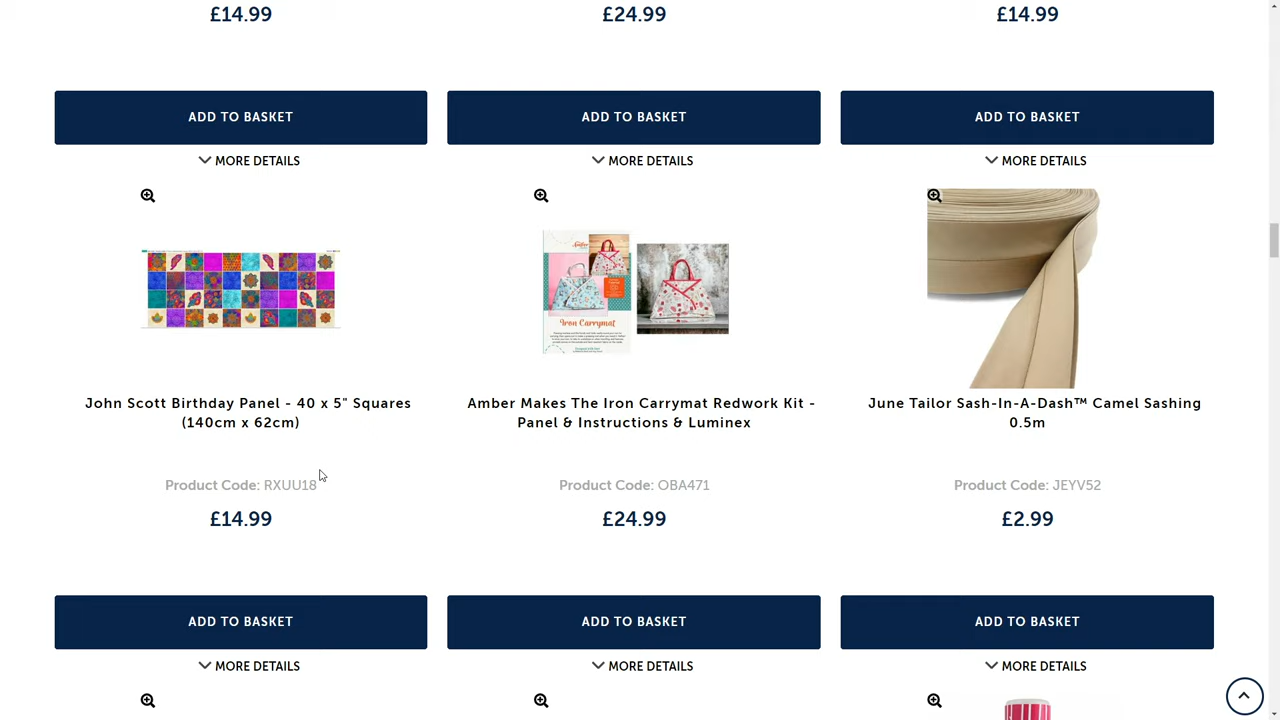 £14.99
£24.99
£14.99
ADD TO BASKET
ADD TO BASKET
ADD TO BASKET
MORE DETAILS
MORE DETAILS
MORE DETAILS
Iron Carrymat
John Scott Birthday Panel - 40 x 5" Squares
(140cm x 62cm)
Amber Makes The Iron Carrymat Redwork Kit -
Panel & Instructions & Luminex
June Tailor Sash-In-A-Dash™ Camel Sashing
0.5m
Product Code: RXUU18
Product Code: OBA471
Product Code: JEYV52
£14.99
£24.99
£2.99
ADD TO BASKET
ADD TO BASKET
ADD TO BASKET
MORE DETAILS
MORE DETAILS
MORE DETAILS